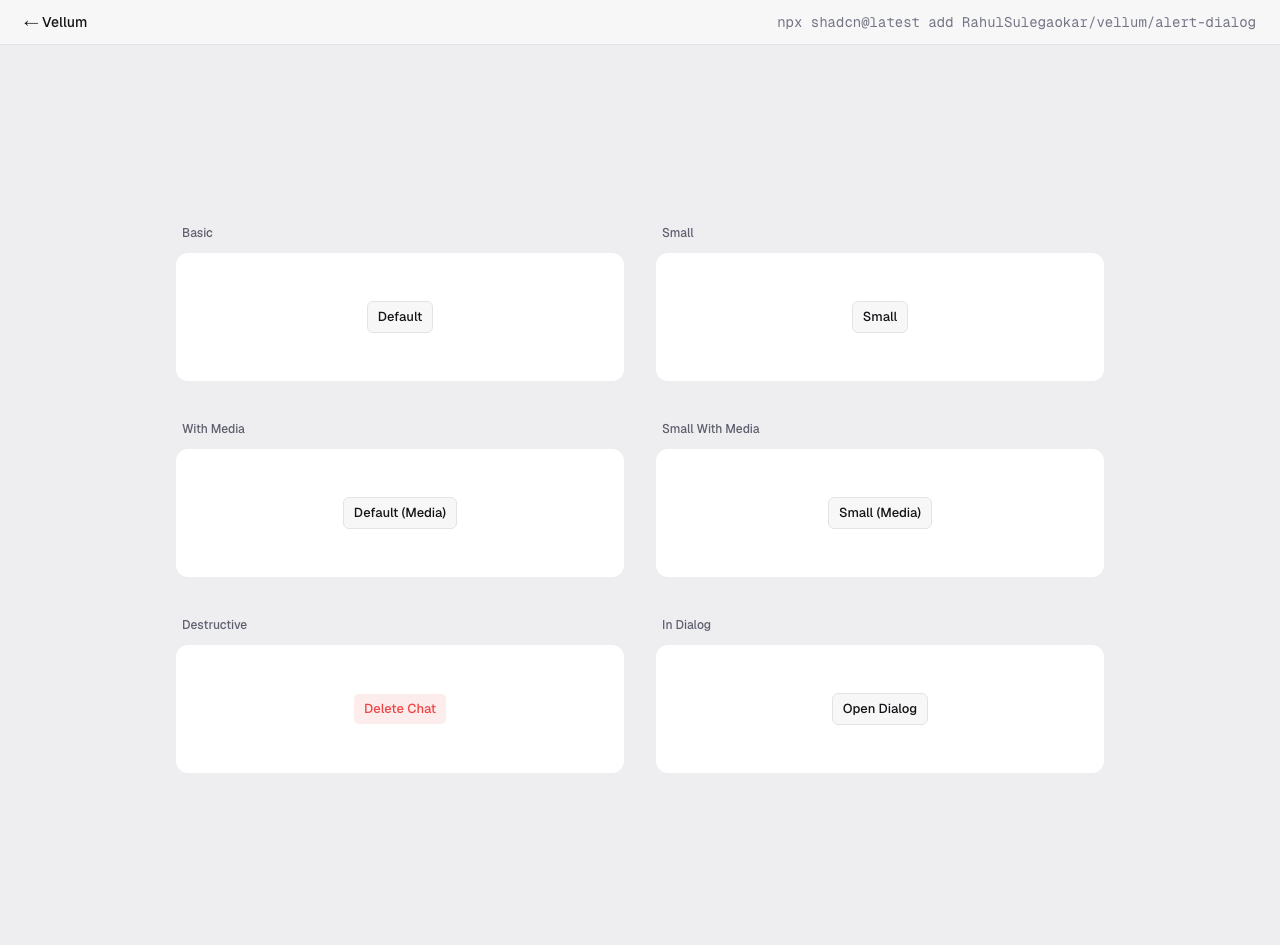 ← Vellum
npx shadcn@latest add RahulSulegaokar/vellum/alert-dialog
Basic
Default
Small
Small
With Media
Default (Media)
Small With Media
Small (Media)
Destructive
Delete Chat
In Dialog
Open Dialog